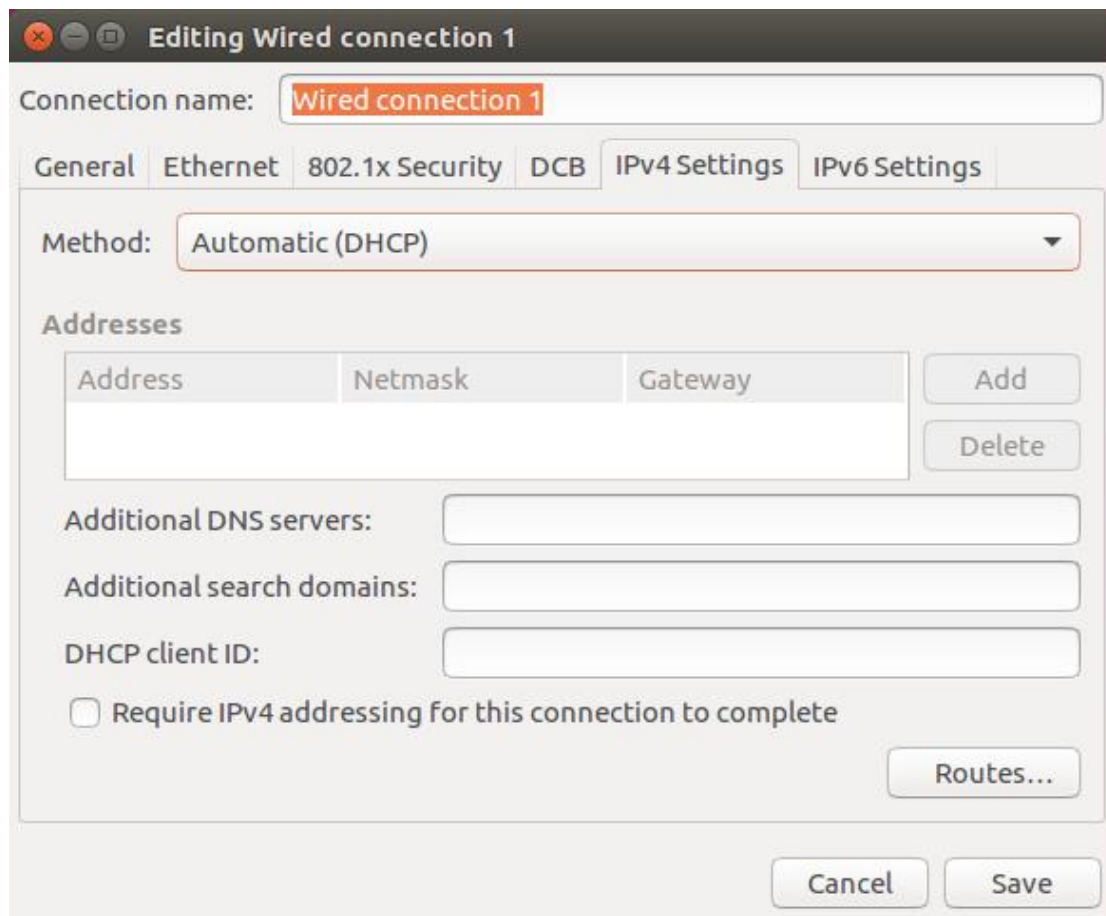 Editing Wired connection 1
Connection name: Wired connection 1
General Ethernet 802.1x Security DCB IPv4 Settings IPv6 Settings
Method: Automatic (DHCP)
Addresses
Address Netmask Gateway Add
Delete
Additional DNS servers:
Additional search domains:
DHCP client ID:
Require IPv4 addressing for this connection to complete
Routes…
Cancel Save